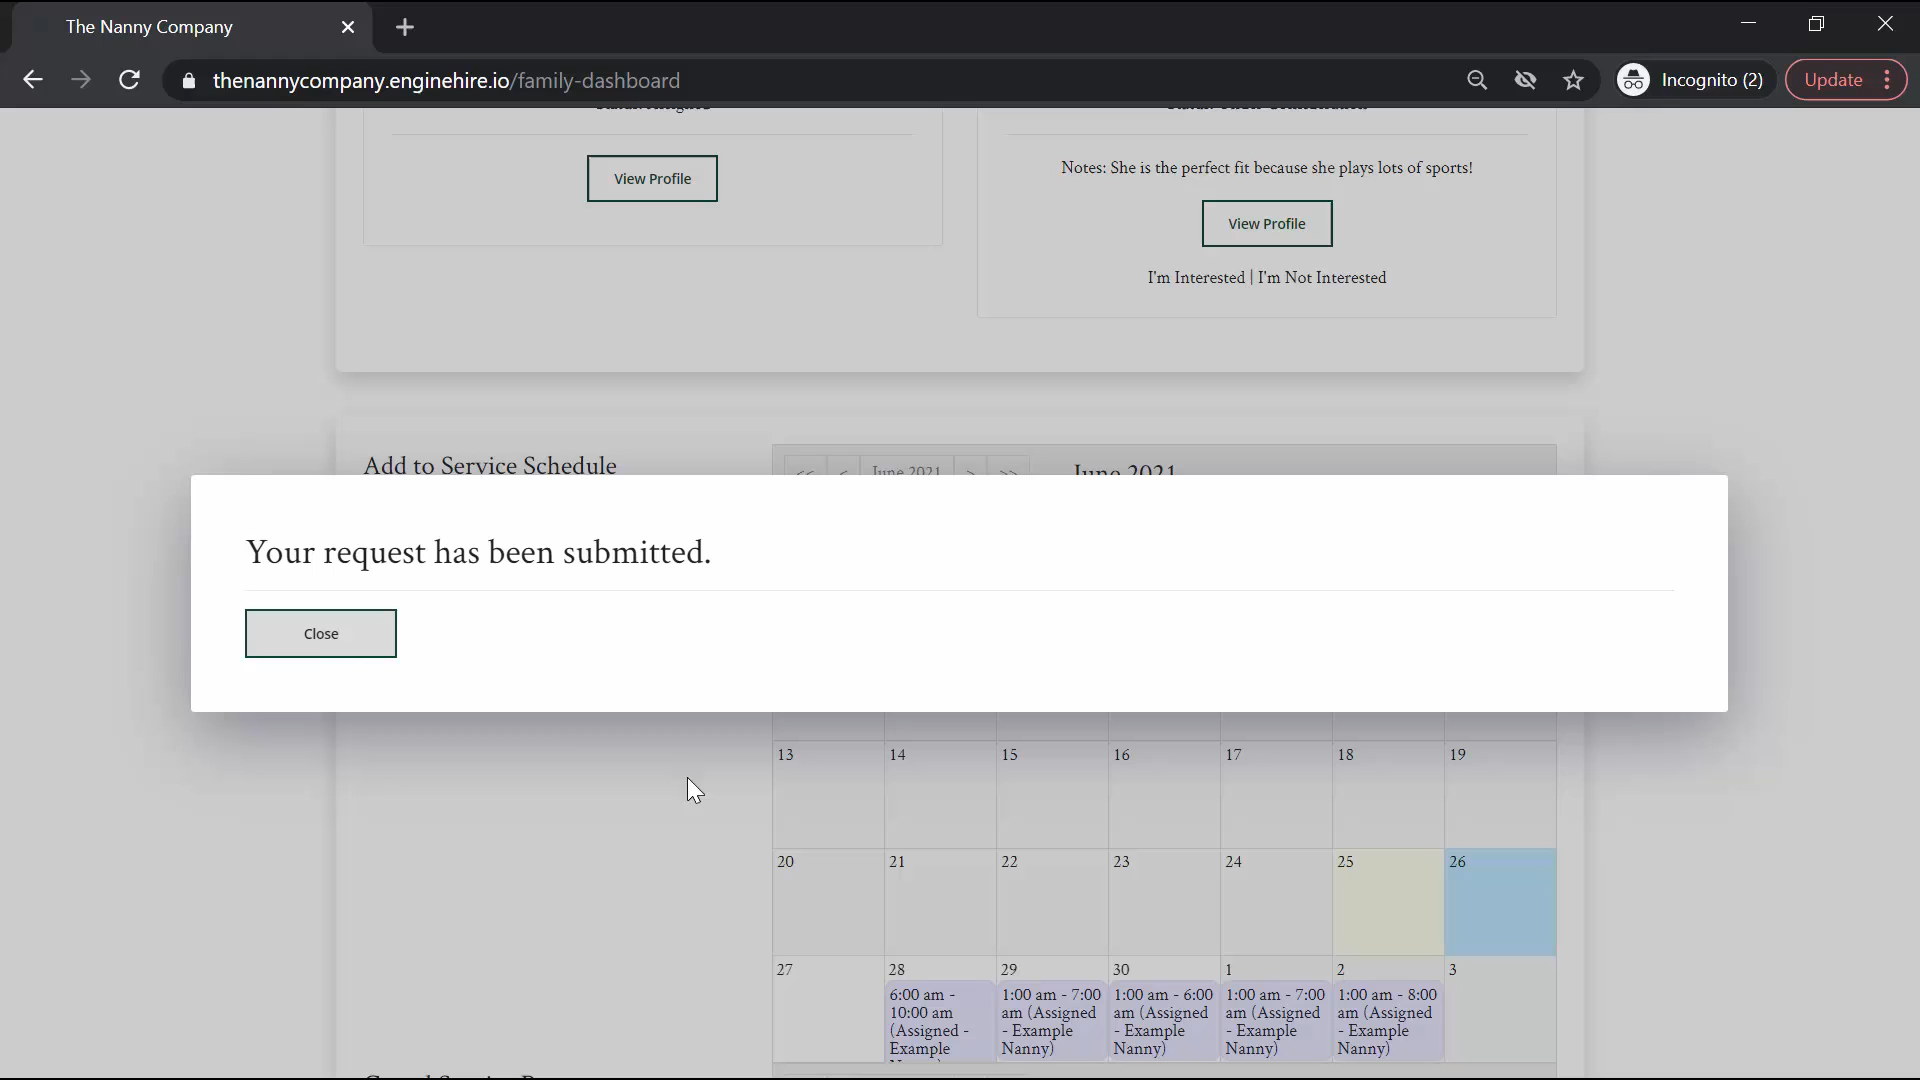 The Nanny Company
thenannycompany.enginehire.io/family-dashboard
Incognito (2)
Update
View Profile
Notes: She is the perfect fit because she plays lots of sports!
View Profile
I'm Interested | I'm Not Interested
Add to Service Schedule
<< < June 2021 > >>
June 2021
Your request has been submitted.
Close
13 14 15 16 17 18 19
20 21 22 23 24 25 26
27 28 29 30 1 2 3
6:00 am -
10:00 am
(Assigned -
Example
1:00 am - 7:00
am (Assigned
- Example
Nanny)
1:00 am - 6:00
am (Assigned
- Example
Nanny)
1:00 am - 7:00
am (Assigned
- Example
Nanny)
1:00 am - 8:00
am (Assigned
- Example
Nanny)